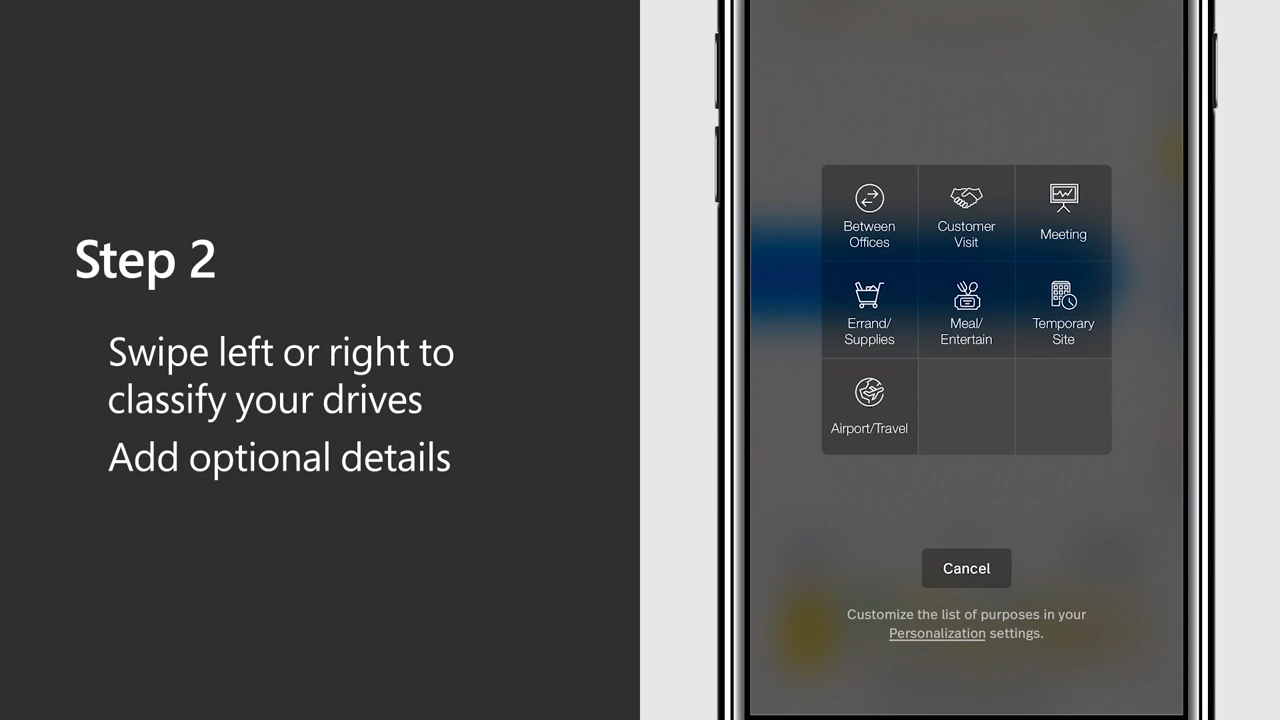 Step 2
Swipe left or right to
classify your drives
Add optional details
Between
Offices
Customer
Visit
Meeting
Errand/
Supplies
Meal/
Entertain
Temporary
Site
Airport/Travel
Cancel
Customize the list of purposes in your
Personalization settings.